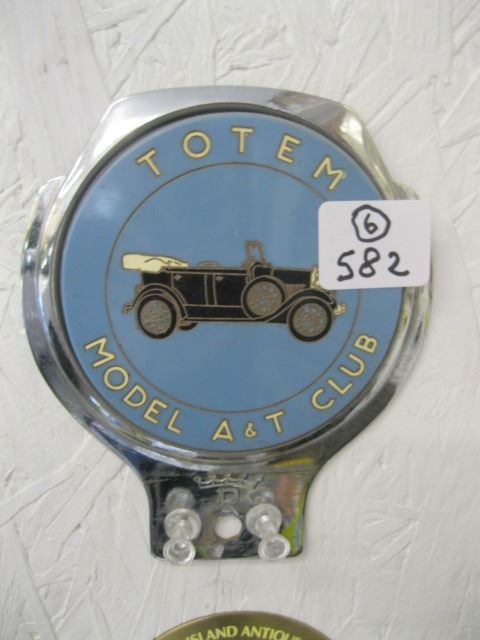 TOTEM
6
582
MODEL A & T CLUB
D
ISLAND ANTIQUE